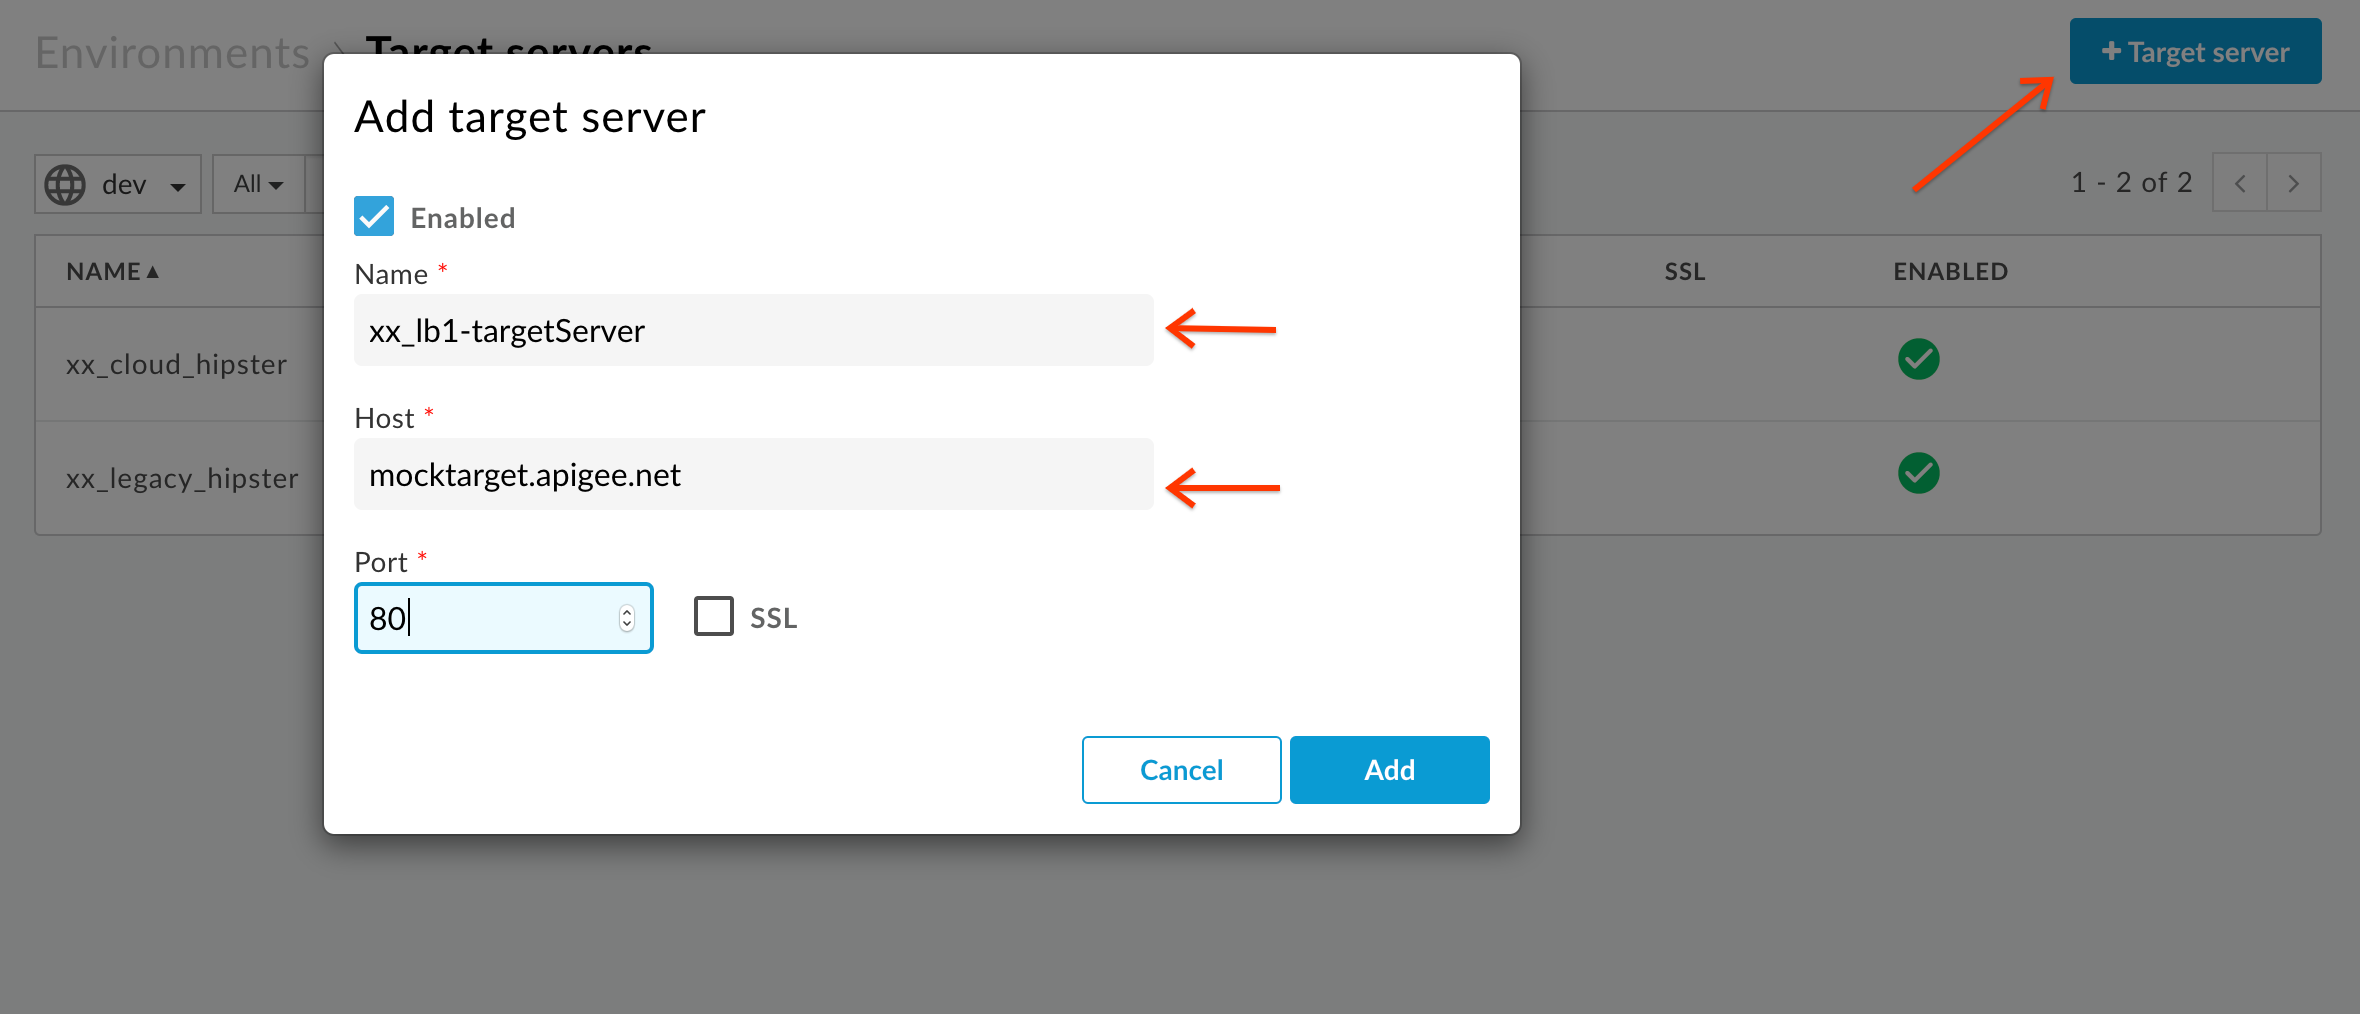 Environments > Target servers
+ Target server
Add target server
dev
All
1 - 2 of 2
Enabled
NAME▲
SSL
ENABLED
Name *
xx_lb1-targetServer
xx_cloud_hipster
Host *
mocktarget.apigee.net
xx_legacy_hipster
Port *
80
SSL
Cancel
Add